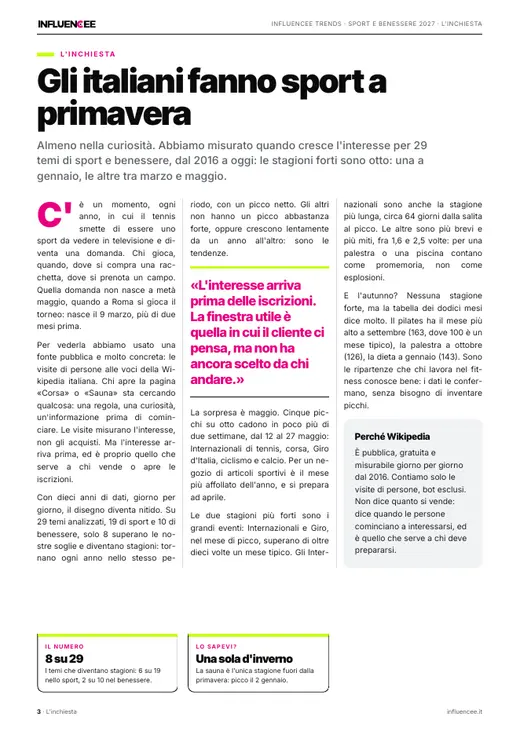 INFLUENCEE
INFLUENCEE TRENDS · SPORT E BENESSERE 2027 · L'INCHIESTA
L'INCHIESTA
Gli italiani fanno sport a
primavera
Almeno nella curiosità. Abbiamo misurato quando cresce l'interesse per 29
temi di sport e benessere, dal 2016 a oggi: le stagioni forti sono otto: una a
gennaio, le altre tra marzo e maggio.
C'è un momento, ogni
anno, in cui il tennis
smette di essere uno
sport da vedere in televisione e di-
venta una domanda. Chi gioca,
quando, dove si compra una rac-
chetta, dove si prenota un campo.
Quella domanda non nasce a metà
maggio, quando a Roma si gioca il
torneo: nasce il 9 marzo, più di due
mesi prima.
Per vederla abbiamo usato una
fonte pubblica e molto concreta: le
visite di persone alle voci della Wi-
kipedia italiana. Chi apre la pagina
«Corsa» o «Sauna» sta cercando
qualcosa: una regola, una curiosità,
un'informazione prima di comin-
ciare. Le visite misurano l'interesse,
non gli acquisti. Ma l'interesse ar-
riva prima, ed è proprio quello che
serve a chi vende o apre le
iscrizioni.
Con dieci anni di dati, giorno per
giorno, il disegno diventa nitido. Su
29 temi analizzati, 19 di sport e 10 di
benessere, solo 8 superano le no-
stre soglie e diventano stagioni: tor-
nano ogni anno nello stesso pe-
riodo, con un picco netto. Gli altri
non hanno un picco abbastanza
forte, oppure crescono lentamente
da un anno all'altro: sono le
tendenze.
«L'interesse arriva
prima delle iscrizioni.
La finestra utile è
quella in cui il cliente ci
pensa, ma non ha
ancora scelto da chi
andare.»
La sorpresa è maggio. Cinque pic-
chi su otto cadono in poco più di
due settimane, dal 12 al 27 maggio:
Internazionali di tennis, corsa, Giro
d'Italia, ciclismo e calcio. Per un ne-
gozio di articoli sportivi è il mese
più affollato dell'anno, e si prepara
ad aprile.
Le due stagioni più forti sono i
grandi eventi: Internazionali e Giro,
nel mese di picco, superano di oltre
dieci volte un mese tipico. Gli Inter-
nazionali sono anche la stagione
più lunga, circa 64 giorni dalla salita
al picco. Le altre sono più brevi e
più miti, fra 1,6 e 2,5 volte: per una
palestra o una piscina contano
come promemoria, non come
esplosioni.
E l'autunno? Nessuna stagione
forte, ma la tabella dei dodici mesi
dice molto. Il pilates ha il mese più
alto a settembre (163, dove 100 è un
mese tipico), la palestra a ottobre
(126), la dieta a gennaio (143). Sono
le ripartenze che chi lavora nel fit-
ness conosce bene: i dati le confer-
mano, senza bisogno di inventare
picchi.
Perché Wikipedia
È pubblica, gratuita e
misurabile giorno per giorno
dal 2016. Contiamo solo le
visite di persone, bot esclusi.
Non dice quanto si vende:
dice quando le persone
cominciano a interessarsi, ed
è quello che serve a chi deve
prepararsi.
IL NUMERO
8 su 29
I temi che diventano stagioni: 6 su 19
nello sport, 2 su 10 nel benessere.
LO SAPEVI?
Una sola d'inverno
La sauna è l'unica stagione fuori dalla
primavera: picco il 2 gennaio.
3 · L'inchiesta
influencee.it